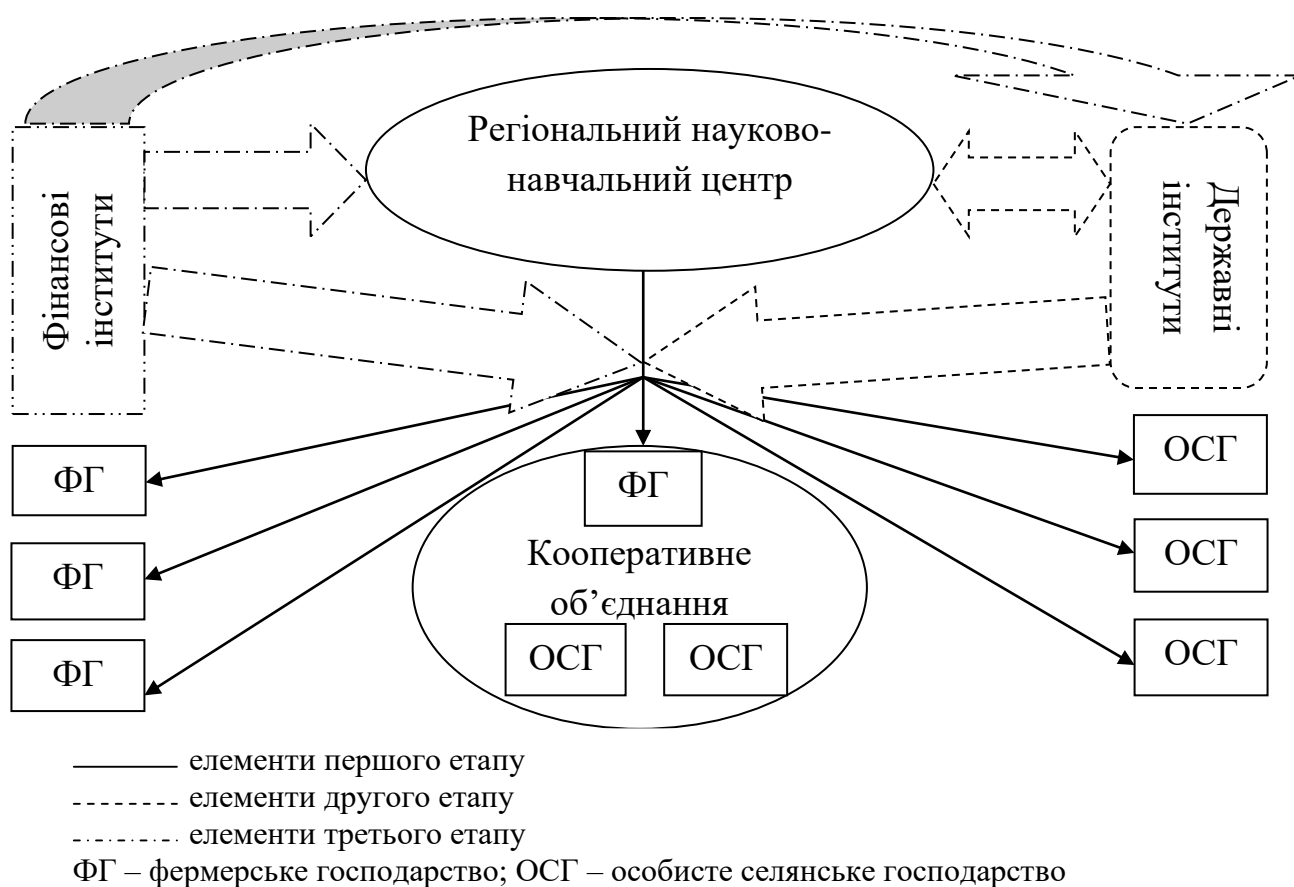 Регіональний науково-
навчальний центр
Фінансові
інститути
Державні
інститути
ФГ
ФГ
ФГ
ФГ
Кооперативне
об’єднання
ОСГ
ОСГ
ОСГ
ОСГ
ОСГ
елементи першого етапу
елементи другого етапу
елементи третього етапу
ФГ – фермерське господарство; ОСГ – особисте селянське господарство